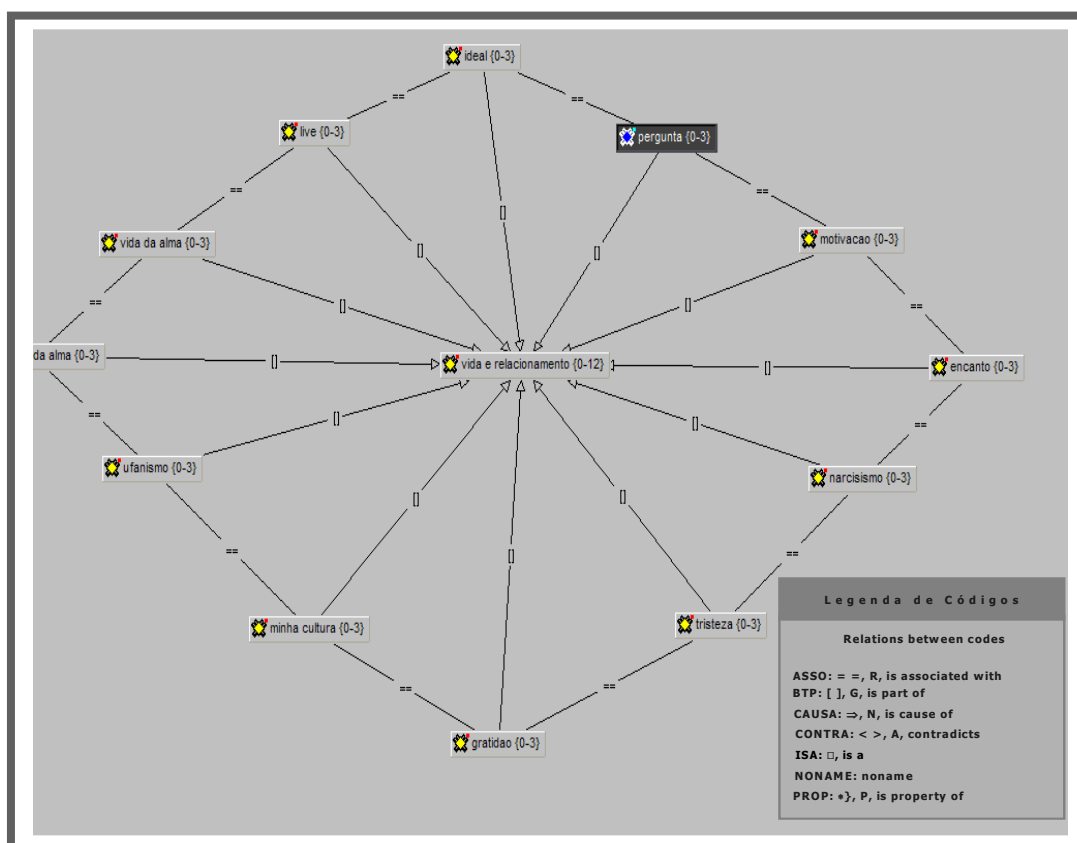 ideal {0-3}
==
==
live {0-3}
pergunta {0-3}
==
==
[]
vida da alma {0-3}
motivacao {0-3}
[]
[]
==
[]
[]
==
da alma {0-3}
[]
vida e relacionamento {0-12}
[]
encanto {0-3}
==
[]
[]
==
ufanismo {0-3}
narcisismo {0-3}
[]
[]
==
[]
==
Legenda de Códigos
minha cultura {0-3}
tristeza {0-3}
Relations between codes
ASSO: = =, R, is associated with
BTP: [ ], G, is part of
==
==
CAUSA: ⇒, N, is cause of
gratidao {0-3}
CONTRA: < >, A, contradicts
ISA: □, is a
NONAME: noname
PROP: *}, P, is property of